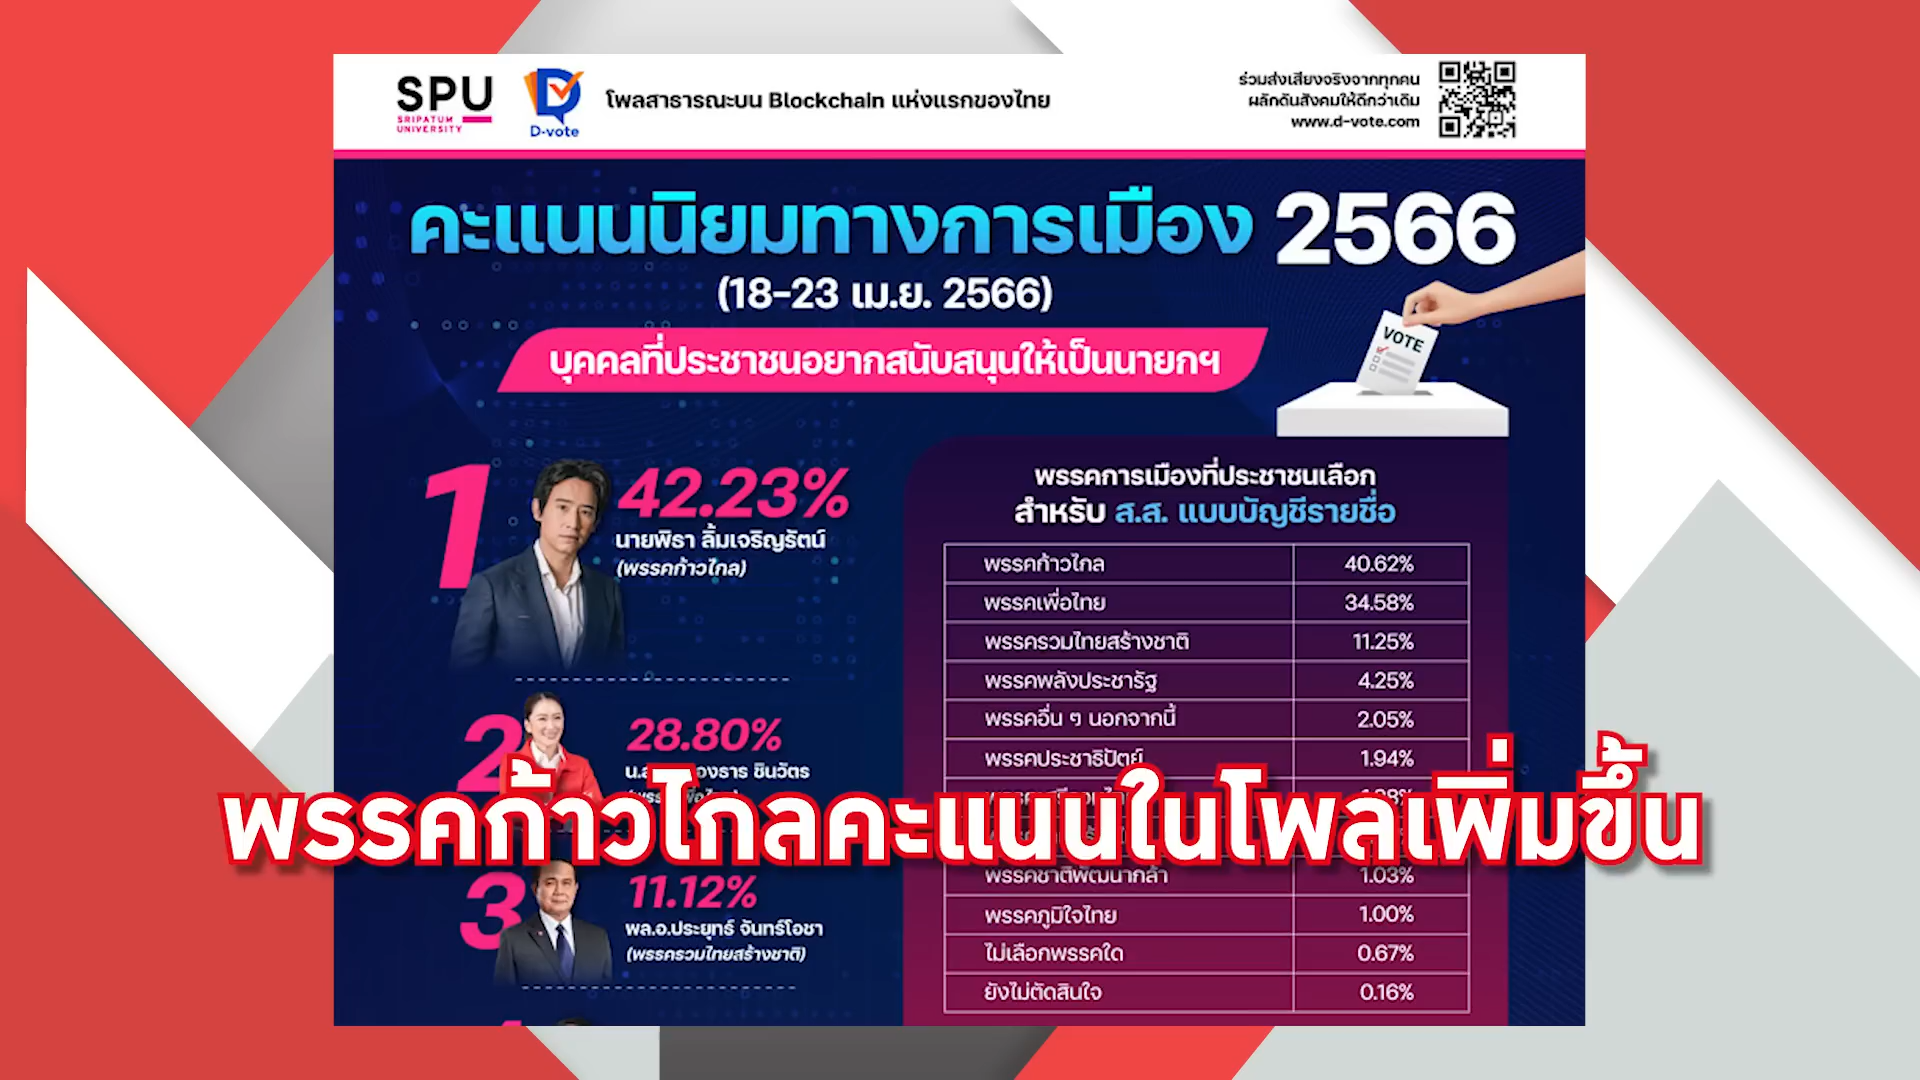 SPU
SRIPATUM
UNIVERSITY
D-vote
โพลสาธารณะบน Blockchain แห่งแรกของไทย
ร่วมส่งเสียงจริงจากทุกคน
ผลักดันสังคมให้ดีกว่าเดิม
www.d-vote.com
คะแนนนิยมทางการเมือง 2566
(18-23 เม.ย. 2566)
บุคคลที่ประชาชนอยากสนับสนุนให้เป็นนายกฯ
VOTE
1
42.23%
นายพิธา ลิ้มเจริญรัตน์
(พรรคก้าวไกล)
2
28.80%
ชินวัตร
3
11.12%
พล.อ.ประยุทธ์ จันทร์โอชา
(พรรครวมไทยสร้างชาติ)
พรรคการเมืองที่ประชาชนเลือก
สำหรับ ส.ส. แบบบัญชีรายชื่อ
พรรคก้าวไกล 40.62%
พรรคเพื่อไทย 34.58%
พรรครวมไทยสร้างชาติ 11.25%
พรรคพลังประชารัฐ 4.25%
พรรคอื่น ๆ นอกจากนี้ 2.05%
พรรคประชาธิปัตย์ 1.94%
พรรคชาติพัฒนากล้า 1.03%
พรรคภูมิใจไทย 1.00%
ไม่เลือกพรรคใด 0.67%
ยังไม่ตัดสินใจ 0.16%
พรรคก้าวไกลคะแนนในโพลเพิ่มขึ้น